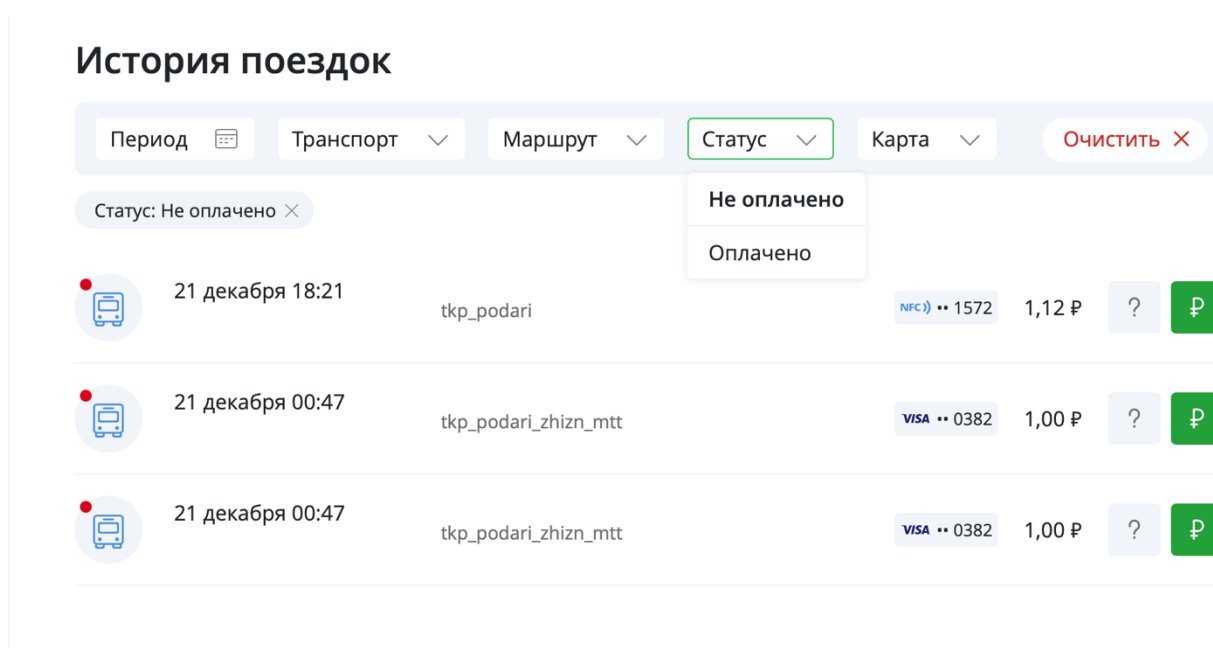 История поездок
Период Транспорт Маршрут Статус Карта Очистить ×
Статус: Не оплачено ×
Не оплачено
Оплачено
21 декабря 18:21 tkp_podari NFC)) •• 1572 1,12 ₽ ? ₽
21 декабря 00:47 tkp_podari_zhizn_mtt VISA •• 0382 1,00 ₽ ? ₽
21 декабря 00:47 tkp_podari_zhizn_mtt VISA •• 0382 1,00 ₽ ? ₽